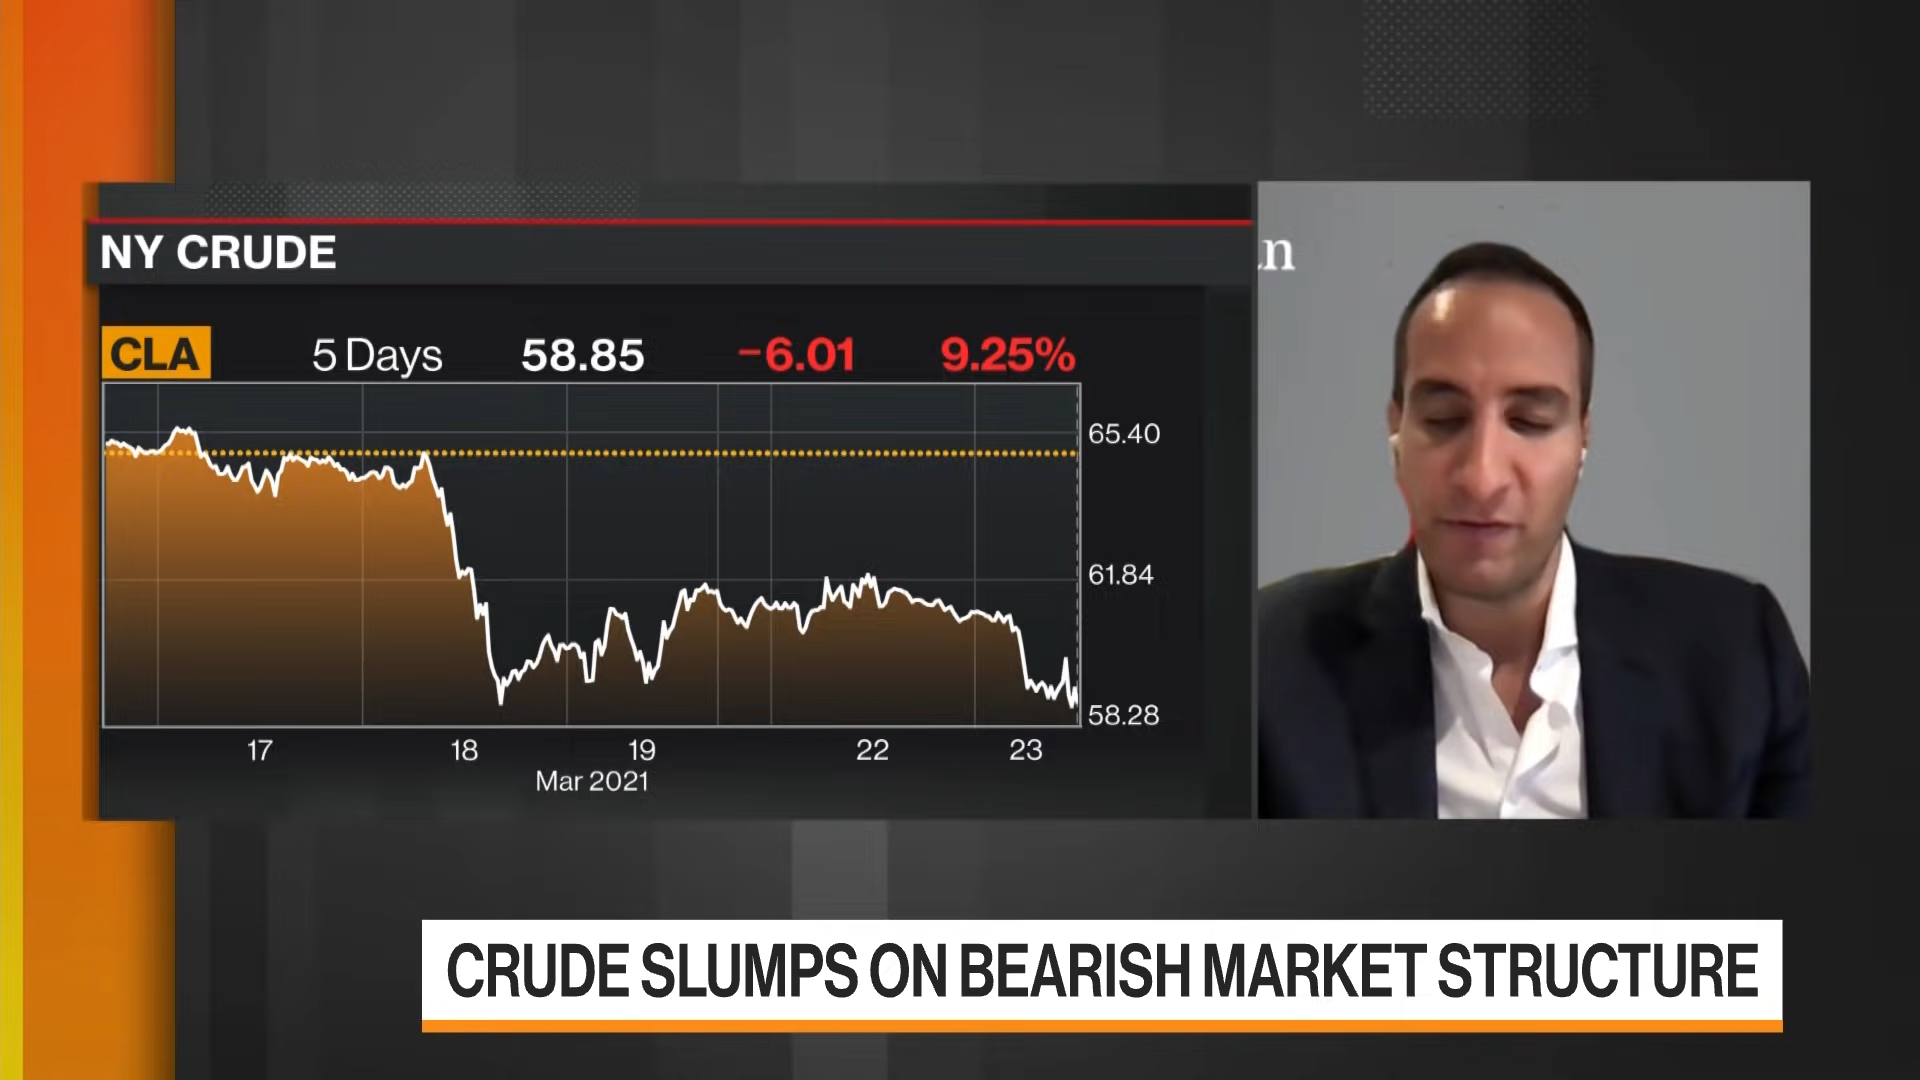 NY CRUDE
n
CLA 5 Days 58.85 -6.01 9.25%
65.40
61.84
58.28
17 18 19 22 23
Mar 2021
CRUDE SLUMPS ON BEARISH MARKET STRUCTURE